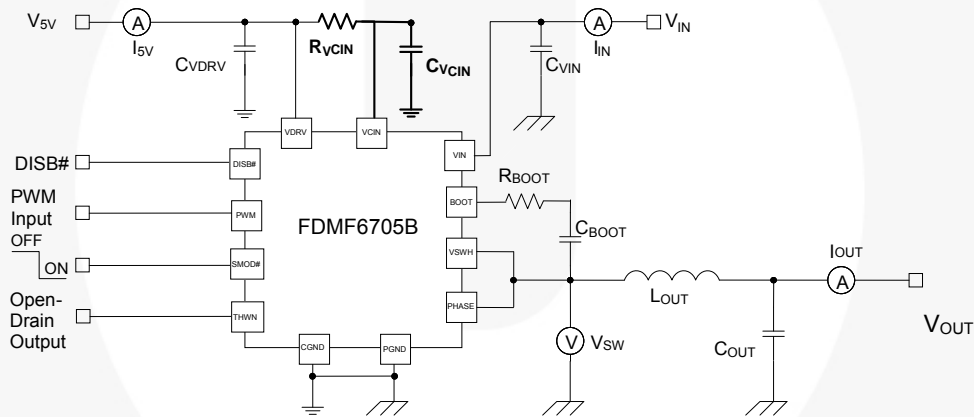 V5V
A
I5V
RVCIN
CVDRV
CVCIN
CVIN
A
IIN
VIN
VDRV
VCIN
DISB#
DISB#
VIN
PWM
Input
PWM
BOOT
RBOOT
CBOOT
FDMF6705B
OFF
ON
SMOD#
VSWH
Open-
Drain
Output
THWN
PHASE
LOUT
IOUT
A
VOUT
V
VSW
COUT
CGND
PGND